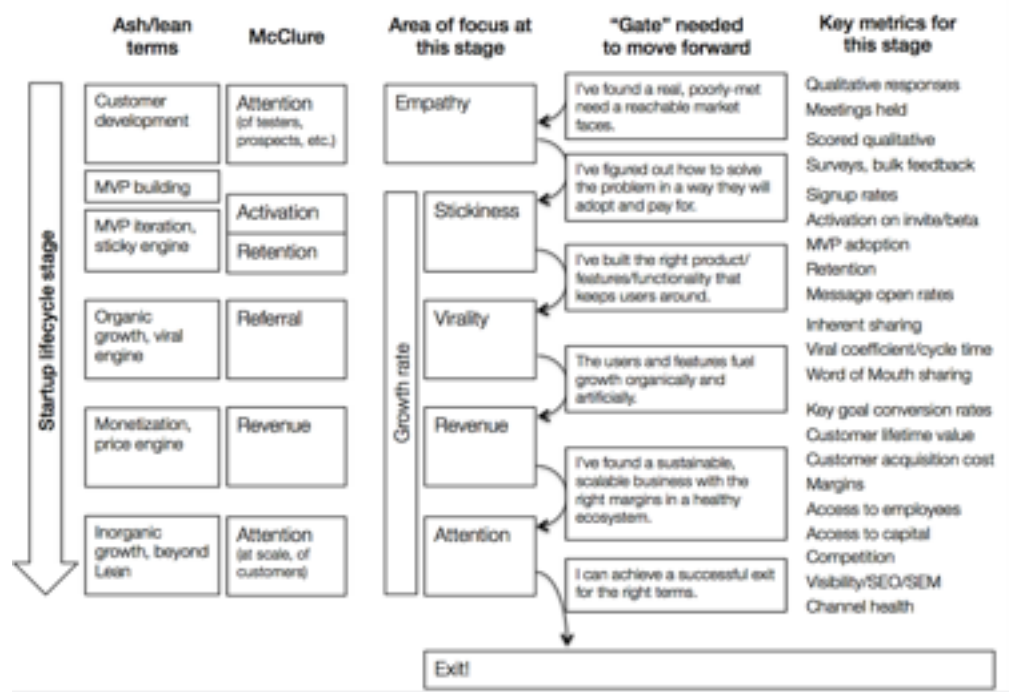 Ash/lean
terms
McClure
Area of focus at
this stage
“Gate” needed
to move forward
Key metrics for
this stage
Startup lifecycle stage
Customer
development
MVP building
MVP iteration,
sticky engine
Organic
growth, viral
engine
Monetization,
price engine
Inorganic
growth, beyond
Lean
Attention
(of testers,
prospects, etc.)
Activation
Retention
Referral
Revenue
Attention
(at scale, of
customers)
Growth rate
Empathy
Stickiness
Virality
Revenue
Attention
I've found a real, poorly-met
need a reachable market
faces.
I've figured out how to solve
the problem in a way they will
adopt and pay for.
I've built the right product/
features/functionality that
keeps users around.
The users and features fuel
growth organically and
artificially.
I've found a sustainable,
scalable business with the
right margins in a healthy
ecosystem.
I can achieve a successful exit
for the right terms.
Qualitative responses
Meetings held
Scored qualitative
Surveys, bulk feedback
Signup rates
Activation on invite/beta
MVP adoption
Retention
Message open rates
Inherent sharing
Viral coefficient/cycle time
Word of Mouth sharing
Key goal conversion rates
Customer lifetime value
Customer acquisition cost
Margins
Access to employees
Access to capital
Competition
Visibility/SEO/SEM
Channel health
Exit!